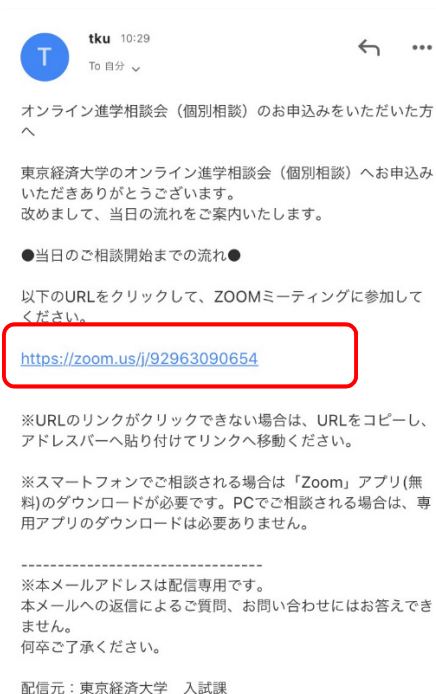 T
tku 10:29
To 自分
オンライン進学相談会（個別相談）のお申込みをいただいた方
へ
東京経済大学のオンライン進学相談会（個別相談）へお申込み
いただきありがとうございます。
改めまして、当日の流れをご案内いたします。
●当日のご相談開始までの流れ●
以下のURLをクリックして、ZOOMミーティングに参加して
ください。
https://zoom.us/j/92963090654
※URLのリンクがクリックできない場合は、URLをコピーし、
アドレスバーへ貼り付けてリンクへ移動ください。
※スマートフォンでご相談される場合は「Zoom」アプリ(無
料)のダウンロードが必要です。PCでご相談される場合は、専
用アプリのダウンロードは必要ありません。
---------------------------------
※本メールアドレスは配信専用です。
本メールへの返信によるご質問、お問い合わせにはお答えでき
ません。
何卒ご了承ください。
配信元：東京経済大学　入試課